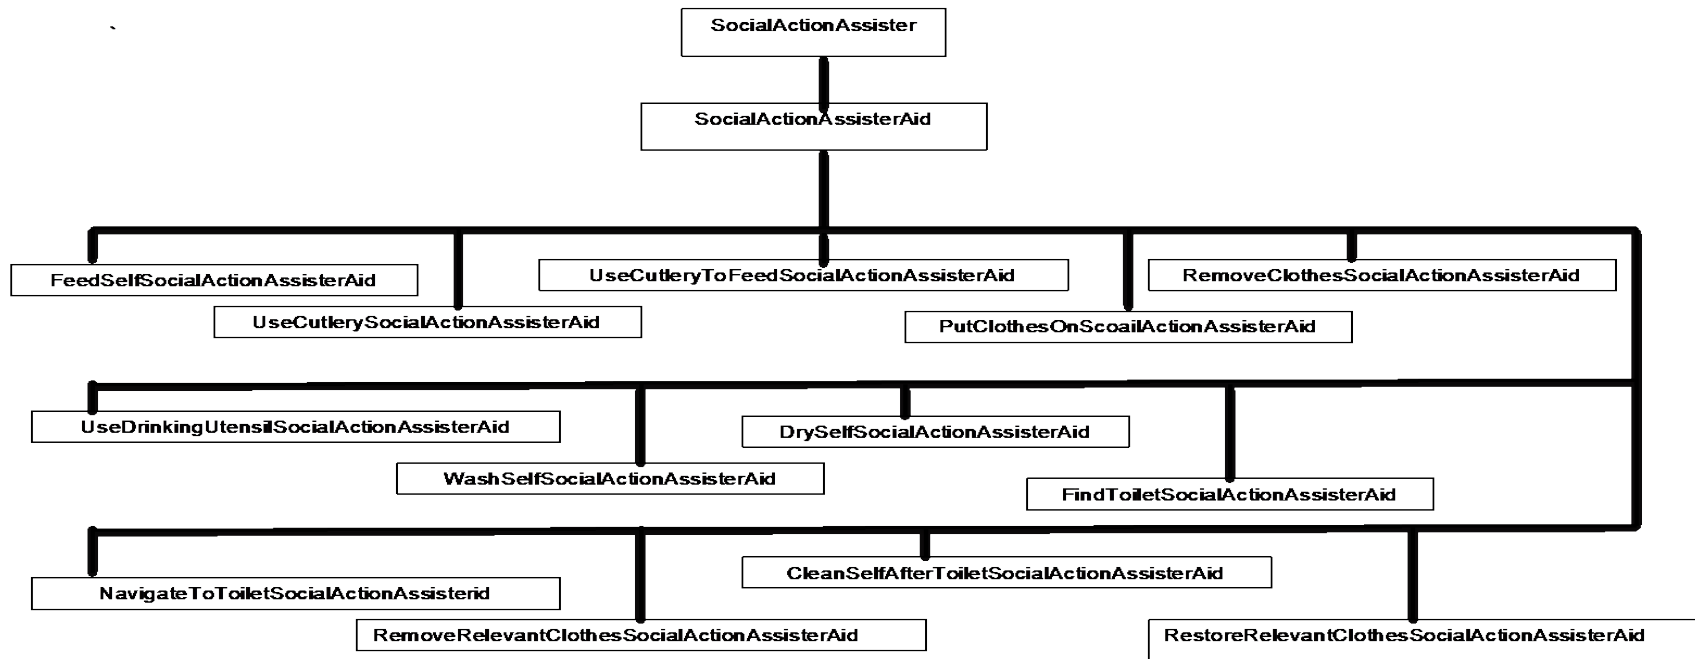 SocialActionAssister
SocialActionAssisterAid
FeedSelfSocialActionAssisterAid
UseCutlerySocialActionAssisterAid
UseCutleryToFeedSocialActionAssisterAid
PutClothesOnScoailActionAssisterAid
RemoveClothesSocialActionAssisterAid
UseDrinkingUtensilSocialActionAssisterAid
WashSelfSocialActionAssisterAid
DrySelfSocialActionAssisterAid
FindToiletSocialActionAssisterAid
NavigateToToiletSocialActionAssisterid
RemoveRelevantClothesSocialActionAssisterAid
CleanSelfAfterToiletSocialActionAssisterAid
RestoreRelevantClothesSocialActionAssisterAid